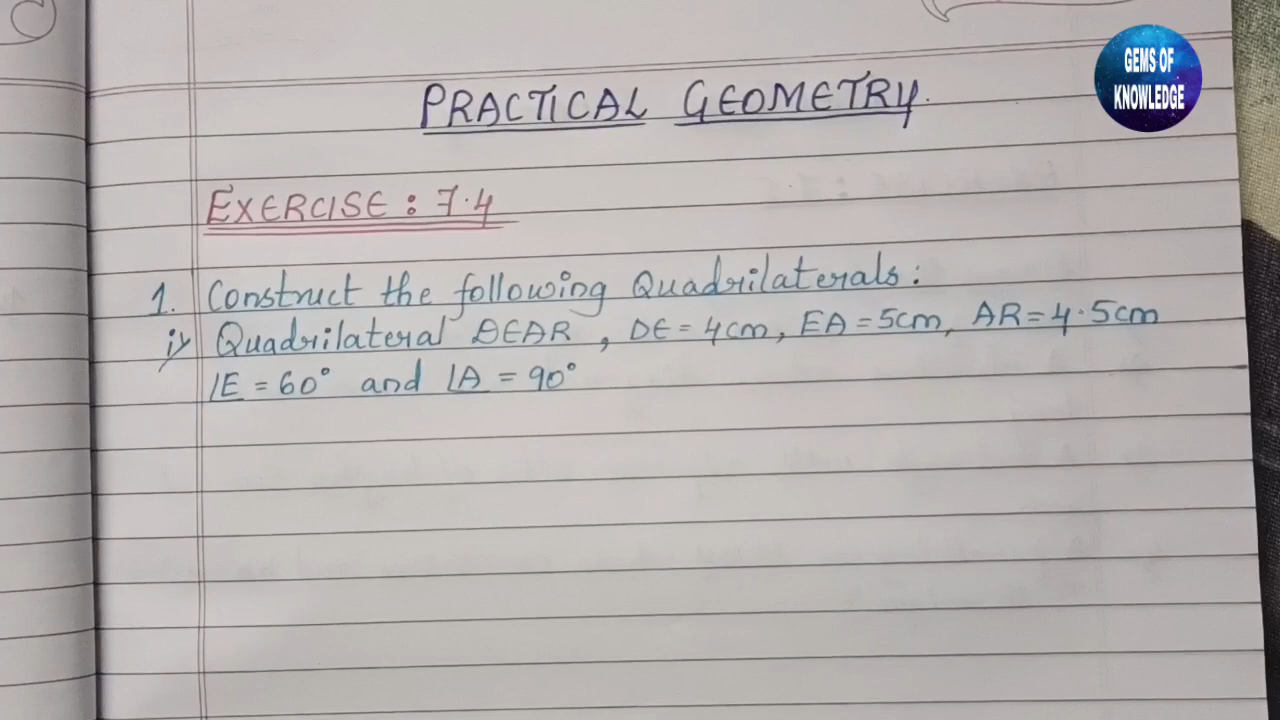 GEMS OF
KNOWLEDGE
PRACTICAL GEOMETRY.
EXERCISE : 7.4
1. Construct the following Quadrilaterals :
i) Quadrilateral DEAR, DE = 4cm, EA = 5cm, AR = 4.5cm
∠E = 60° and ∠A = 90°